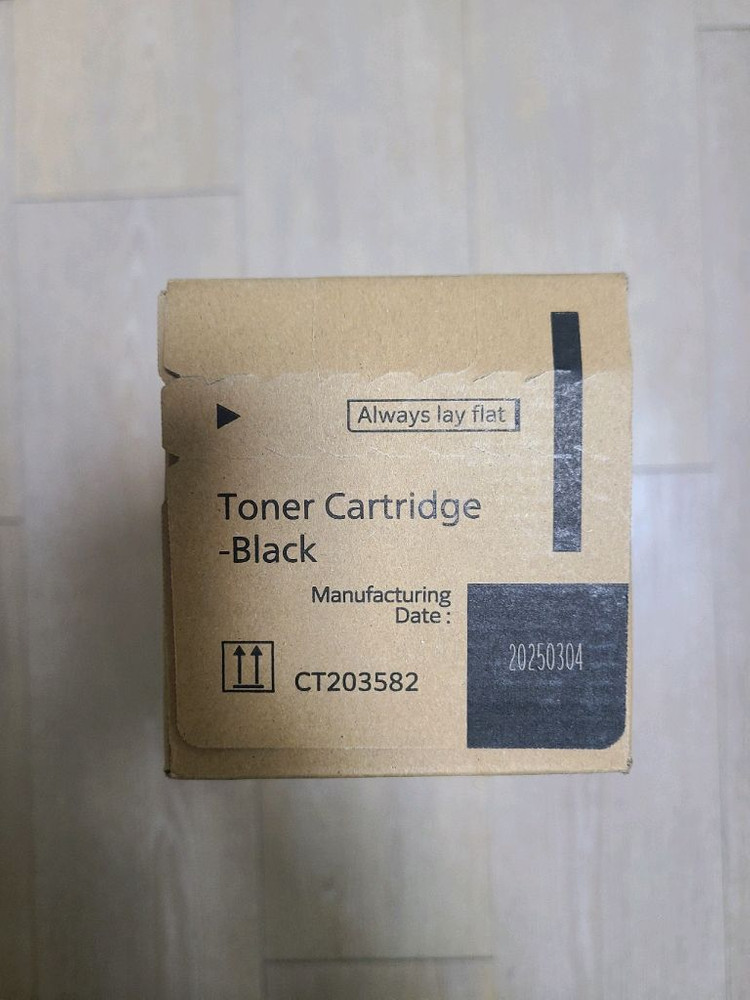 Always lay flat
Toner Cartridge
-Black
Manufacturing
Date :
20250304
CT203582